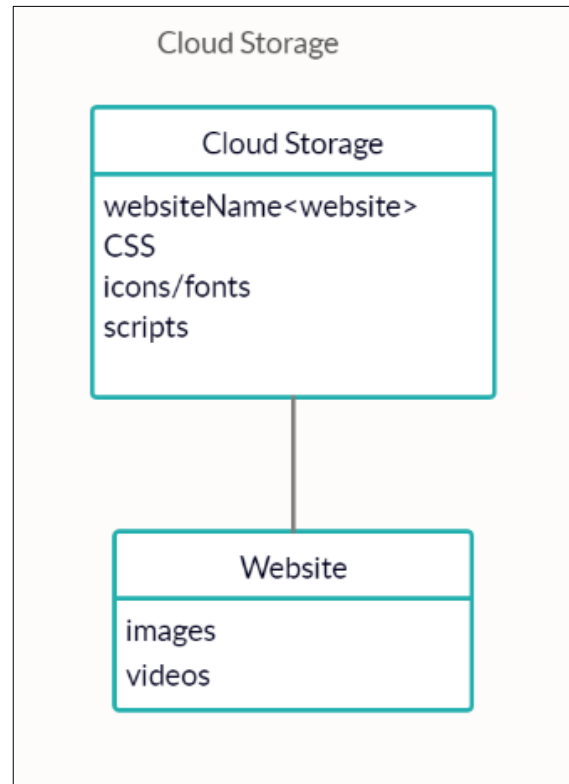 Cloud Storage
Cloud Storage
websiteName<website>
CSS
icons/fonts
scripts
Website
images
videos